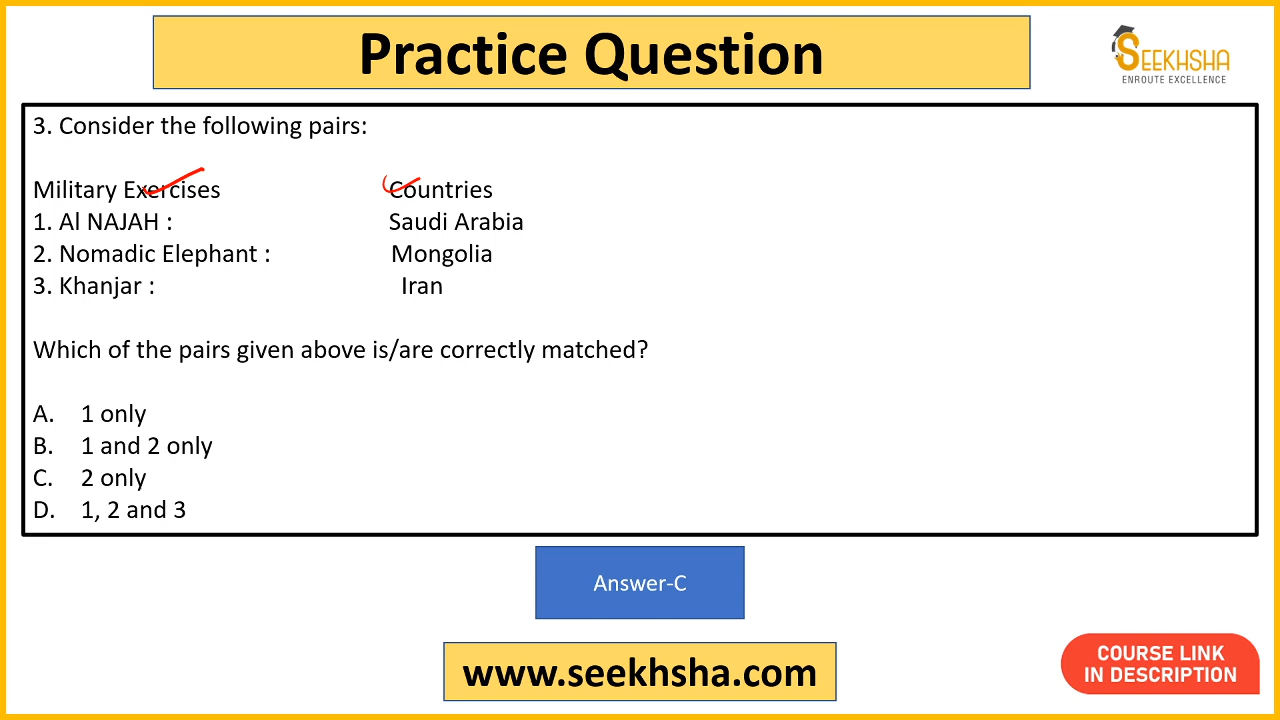 Practice Question
SEEKHSHA
ENROUTE EXCELLENCE
3. Consider the following pairs:
Military Exercises Countries
1. Al NAJAH : Saudi Arabia
2. Nomadic Elephant : Mongolia
3. Khanjar : Iran
Which of the pairs given above is/are correctly matched?
A. 1 only
B. 1 and 2 only
C. 2 only
D. 1, 2 and 3
Answer-C
www.seekhsha.com
COURSE LINK
IN DESCRIPTION